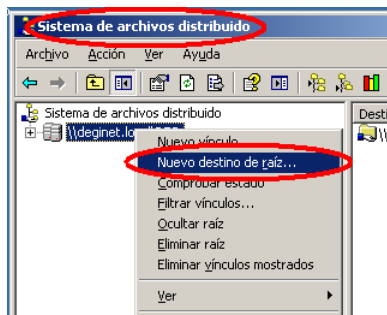 Sistema de archivos distribuido
Archivo Acción Ver Ayuda
Sistema de archivos distribuido
Desti
\\deginet.lo
Nuevo vínculo...
Nuevo destino de raíz...
Comprobar estado
Filtrar vínculos...
Ocultar raíz
Eliminar raíz
Eliminar vínculos mostrados
Ver